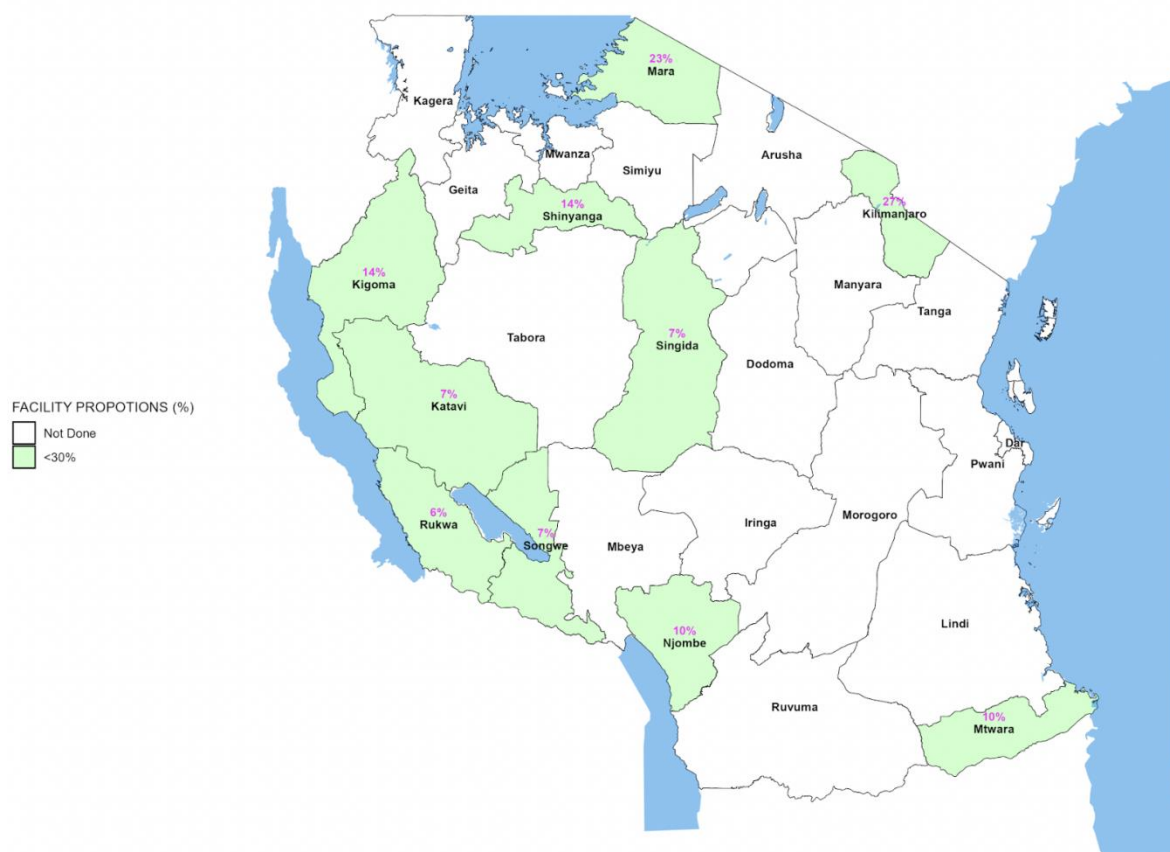 23%
Mara
Kagera
Mwanza
Arusha
Simiyu
Geita
14%
Shinyanga
27%
Kilimanjaro
14%
Kigoma
Manyara
Tanga
7%
Singida
Tabora
Dodoma
7%
Katavi
FACILITY PROPOTIONS (%)
Not Done
<30%
Dar
Pwani
6%
Rukwa
7%
Songwe
Mbeya
Iringa
Morogoro
10%
Njombe
Lindi
Ruvuma
10%
Mtwara